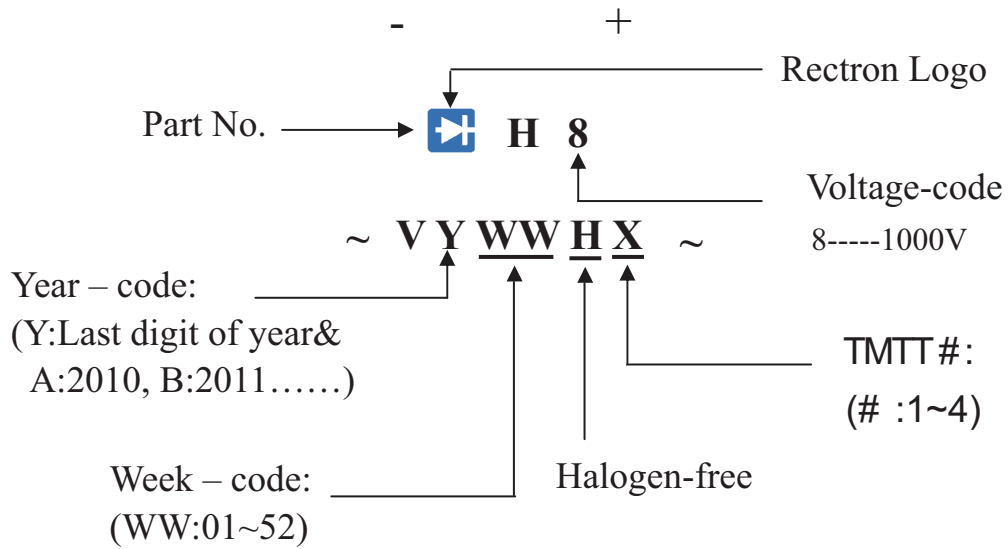 - +
Rectron Logo
Part No.
H 8
Voltage-code
8-----1000V
~ V Y WW H X ~
Year – code:
(Y:Last digit of year&
A:2010, B:2011......)
TMTT#:
(# :1~4)
Week – code:
(WW:01~52)
Halogen-free